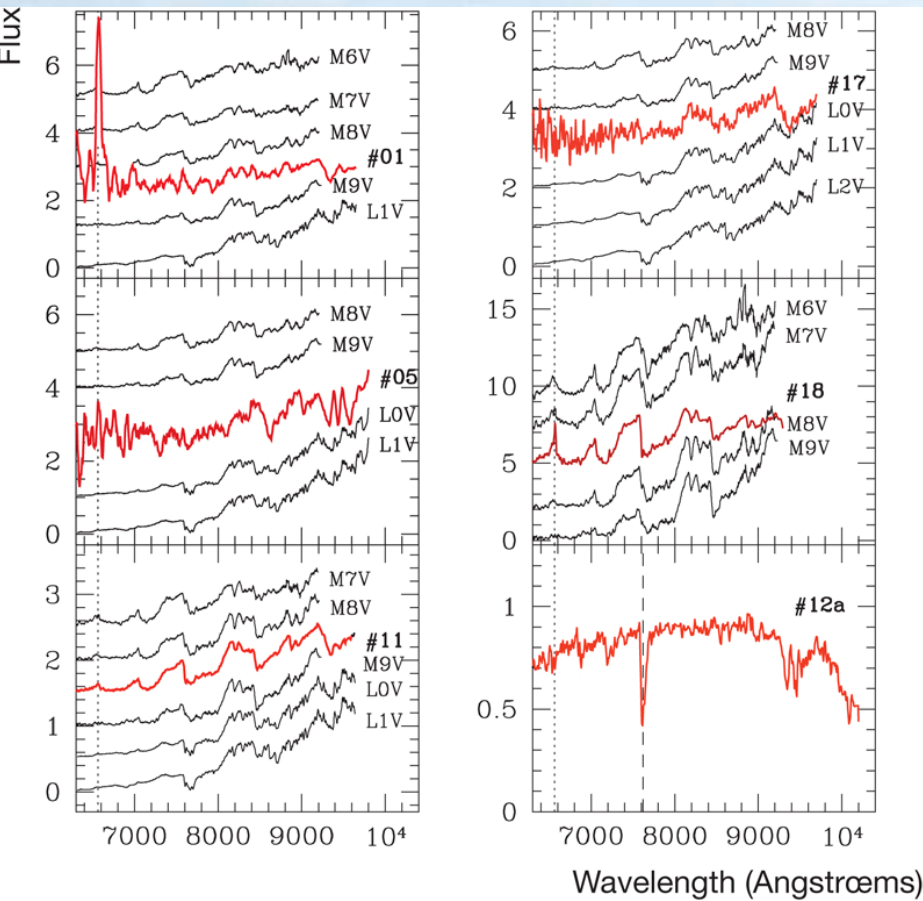 Flux
M6V
M7V
M8V
#01
M9V
L1V
6
4
2
0
M8V
M9V
#05
L0V
L1V
6
4
2
0
M7V
M8V
#11
M9V
L0V
L1V
3
2
1
0
7000 8000 9000 10⁴
M8V
M9V
#17
L0V
L1V
L2V
6
4
2
0
M6V
M7V
#18
M8V
M9V
15
10
5
0
#12a
1
0.5
0
7000 8000 9000 10⁴
Wavelength (Angstrœms)